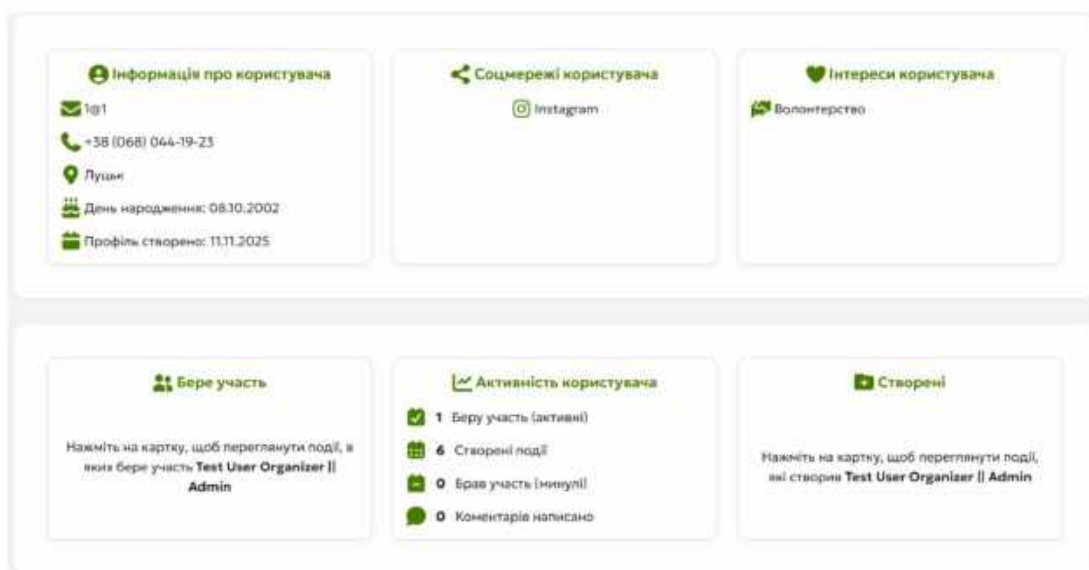 Інформація про користувача
1@1
+38 (068) 044-19-23
Луцьк
День народження: 08.10.2002
Профіль створено: 11.11.2025
Соцмережі користувача
Instagram
Інтереси користувача
Волонтерство
Бере участь
Нажміть на картку, щоб переглянути події, в
яких бере участь Test User Organizer ||
Admin
Активність користувача
1 Беру участь (активні)
6 Створені події
0 Брав участь (минулі)
0 Коментарів написано
Створені
Нажміть на картку, щоб переглянути події,
які створив Test User Organizer || Admin